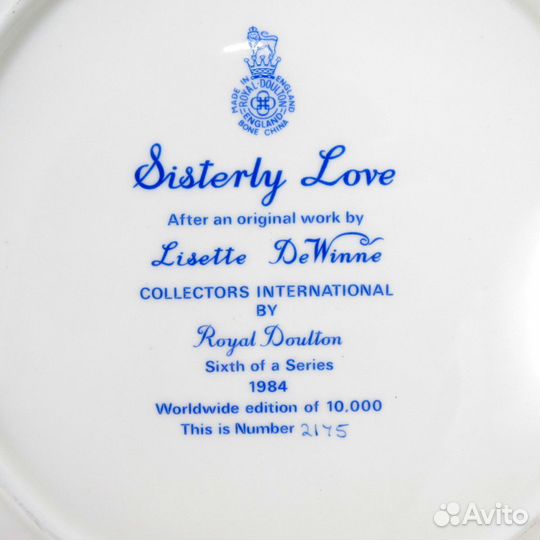 MADE IN ENGLAND
ROYAL·DOULTON
ENGLAND
BONE CHINA
Sisterly Love
After an original work by
Lisette DeWinne
COLLECTORS INTERNATIONAL
BY
Royal Doulton
Sixth of a Series
1984
Worldwide edition of 10,000
This is Number 2175
Avito